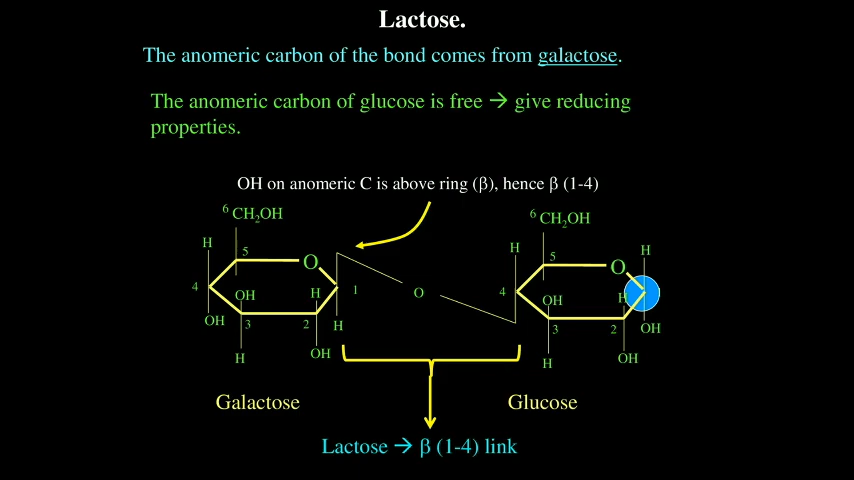 Lactose.
The anomeric carbon of the bond comes from galactose.
The anomeric carbon of glucose is free → give reducing
properties.
OH on anomeric C is above ring (β), hence β (1-4)
6 CH2OH
6 CH2OH
H
5
O
H
5
O
H
4
OH
H
1
O
4
OH
H
OH
3
2
H
3
2
OH
H
OH
H
OH
Galactose
Glucose
Lactose → β (1-4) link